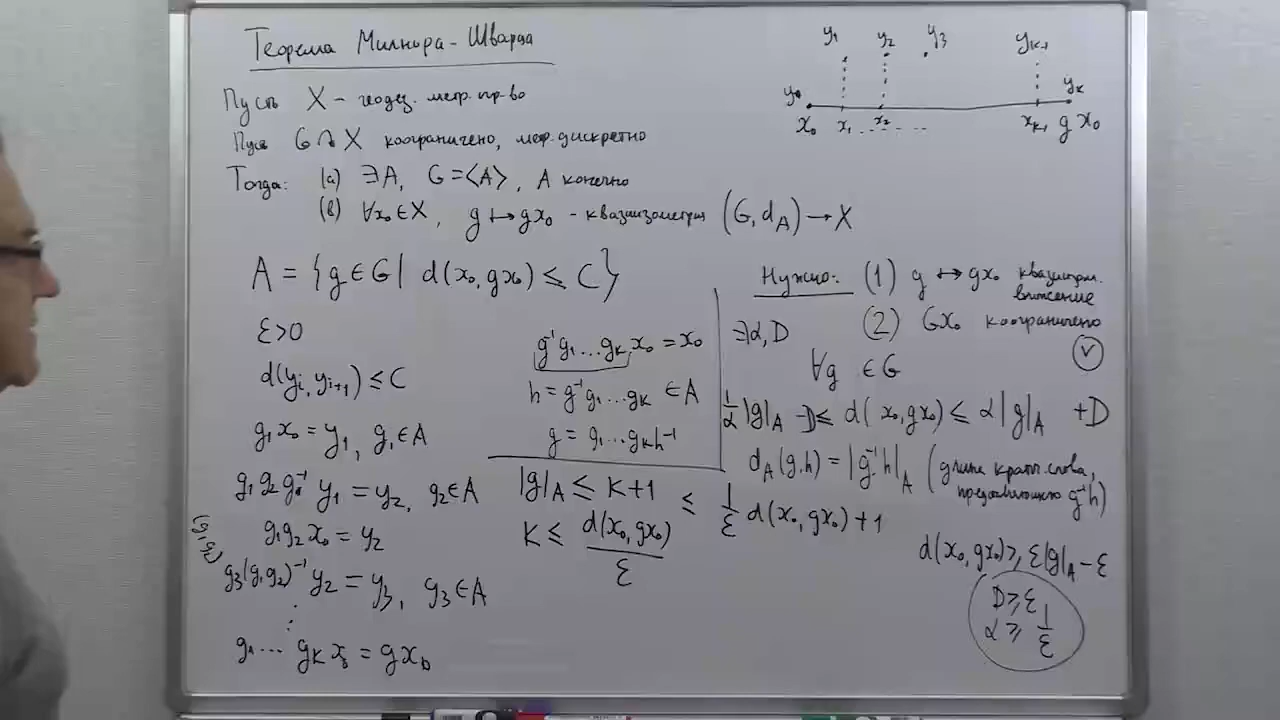 Теорема Милнора-Шварца
Пусть X – геодез. метр. пр-во
Пусть G ↷ X коограничено, метр. дискретно
Тогда: (a) ∃A, G = ⟨A⟩, A конечно
(b) ∀x₀ ∈ X, g ↦ gx₀ – квазиизометрия (G, d_A) → X
y₀ y₁ y₂ y₃ y_{k-1} y_k
x₀ x₁ x₂ ...... x_{k-1} gx₀
A = {g ∈ G | d(x₀, gx₀) ≤ C}
ε > 0
d(y_i, y_{i+1}) ≤ C
g₁x₀ = y₁, g₁ ∈ A
g₁g₂g₁⁻¹ y₁ = y₂, g₂ ∈ A
g₁g₂x₀ = y₂
(g₁g₂)
g₃(g₁g₂)⁻¹ y₂ = y₃, g₃ ∈ A
⋮
g₁ ... g_k x₀ = gx₀
g⁻¹g₁...g_k x₀ = x₀
h = g⁻¹g₁...g_k ∈ A
g = g₁...g_k h⁻¹
|g|_A ≤ k+1 ≤ 1/ε d(x₀, gx₀) + 1
k ≤ d(x₀, gx₀)/ε
Нужно: (1) g ↦ gx₀ квазиизом. вложение
(2) Gx₀ коограничено ✓
∃α, D
∀g ∈ G
1/α |g|_A - D ≤ d(x₀, gx₀) ≤ α|g|_A + D
d_A(g, h) = |g⁻¹h|_A (длина кратч. слова,
представляющего g⁻¹h)
d(x₀, gx₀) ≥ ε|g|_A - ε
D ≥ ε
α ≥ 1/ε